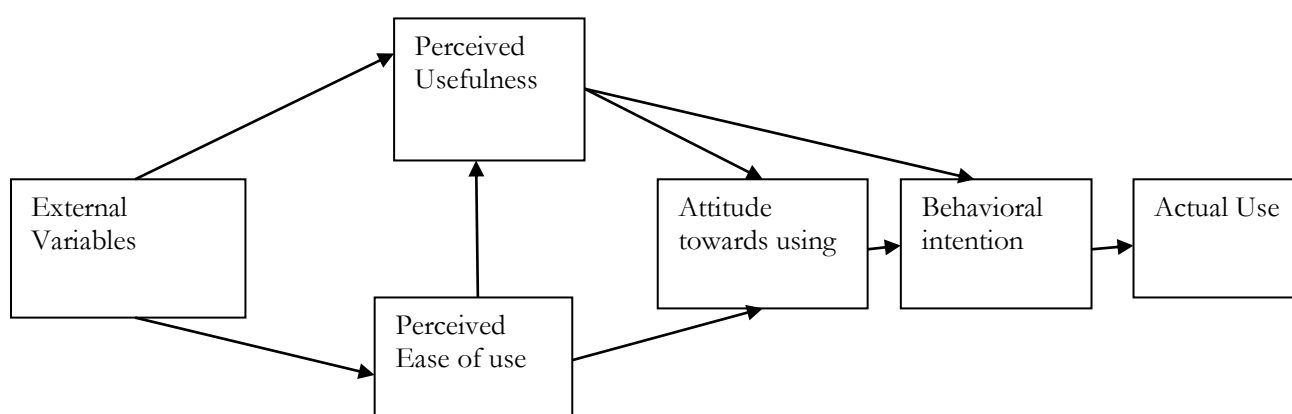 Perceived
Usefulness
External
Variables
Attitude
towards using
Behavioral
intention
Actual Use
Perceived
Ease of use